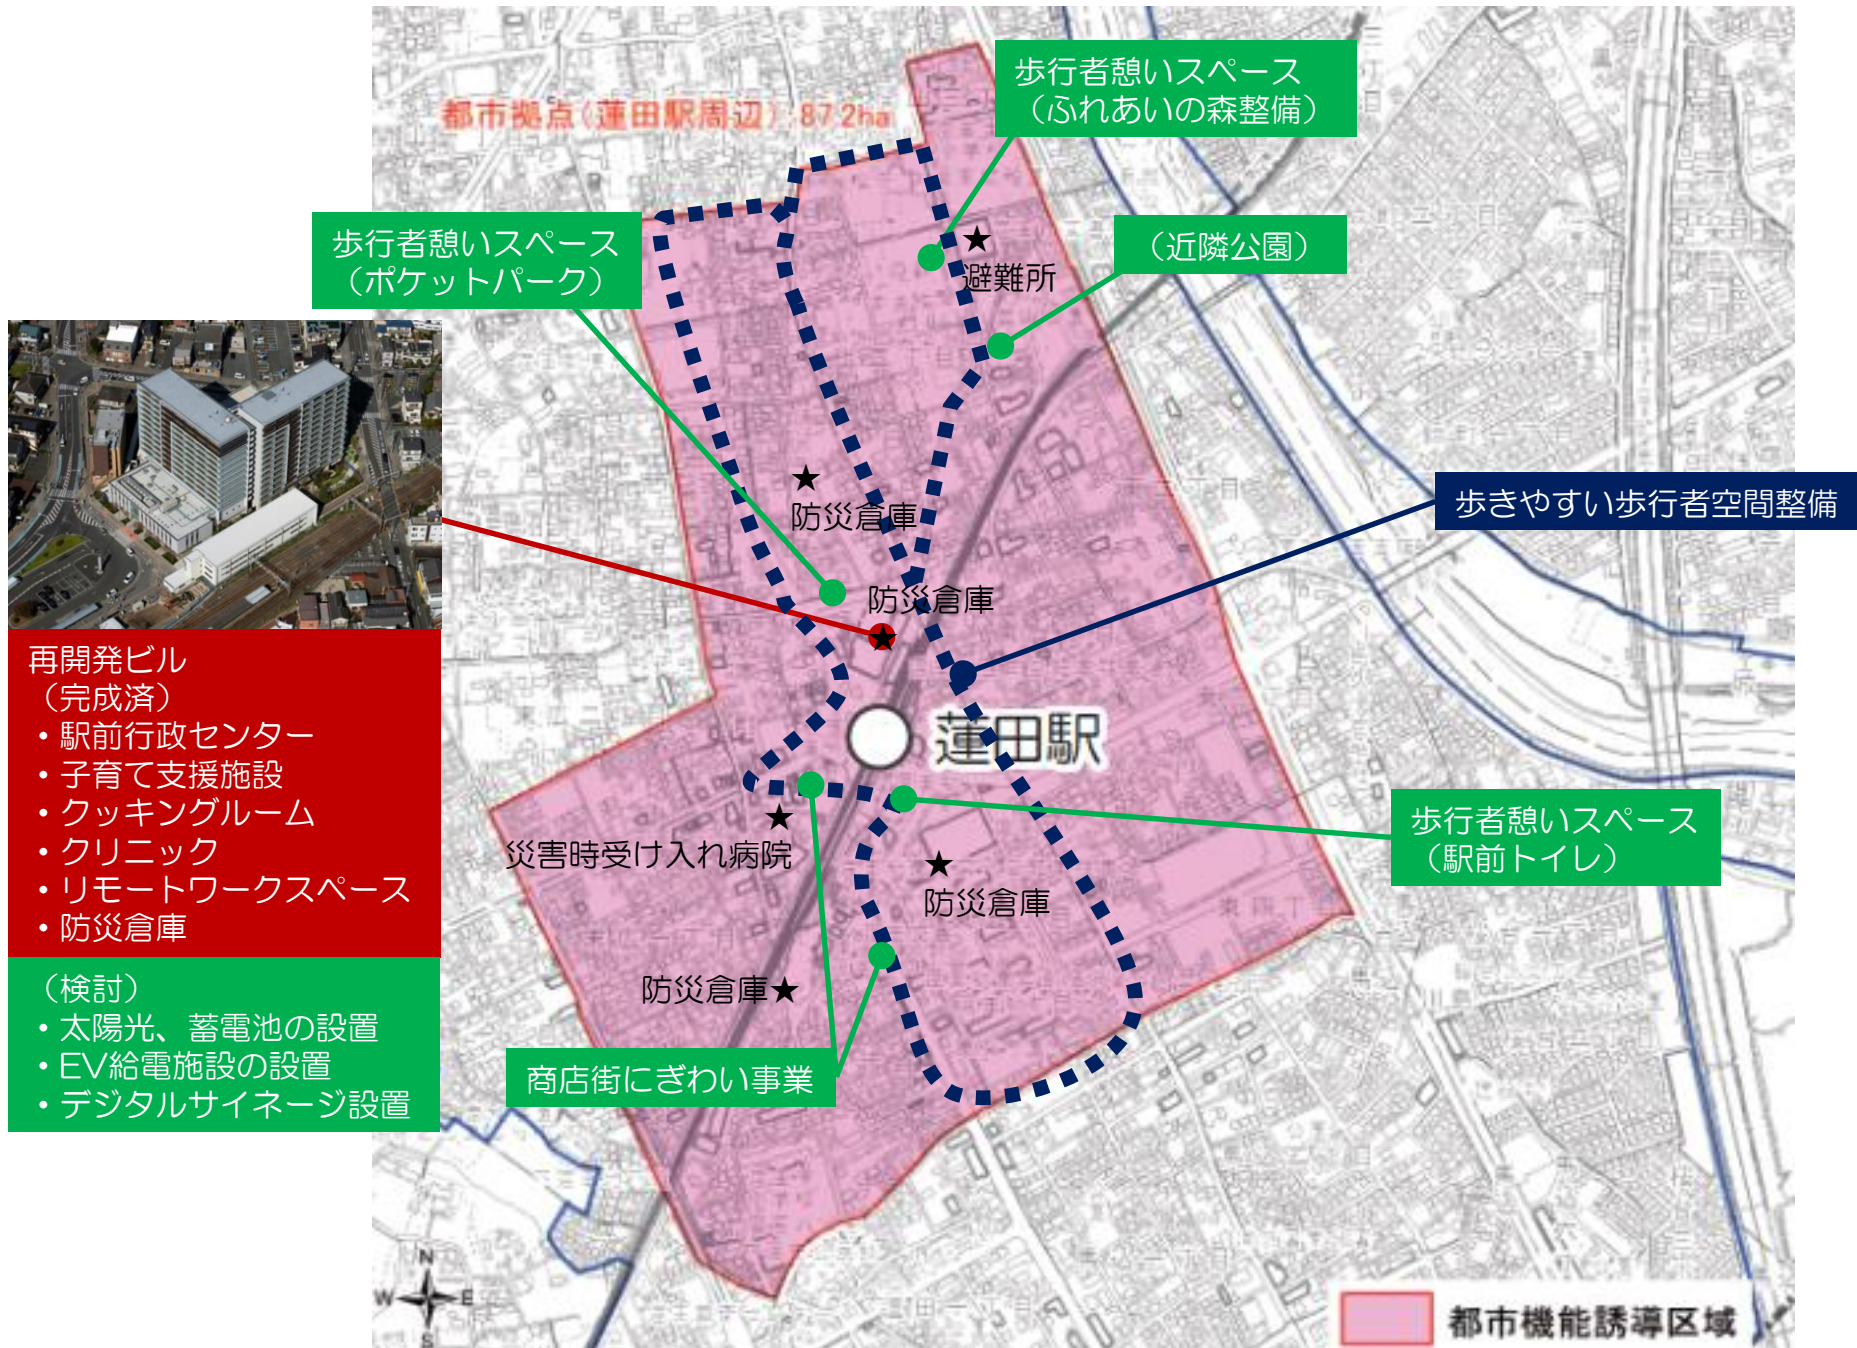 都市拠点(蓮田駅周辺):87.2ha
歩行者憩いスペース
（ふれあいの森整備）
歩行者憩いスペース
（ポケットパーク）
（近隣公園）
★
避難所
★
防災倉庫
歩きやすい歩行者空間整備
防災倉庫
★
再開発ビル
（完成済）
・駅前行政センター
・子育て支援施設
・クッキングルーム
・クリニック
・リモートワークスペース
・防災倉庫
（検討）
・太陽光、蓄電池の設置
・EV給電施設の設置
・デジタルサイネージ設置
蓮田駅
★
災害時受け入れ病院
歩行者憩いスペース
（駅前トイレ）
★
防災倉庫
防災倉庫★
商店街にぎわい事業
N
W E
S
都市機能誘導区域